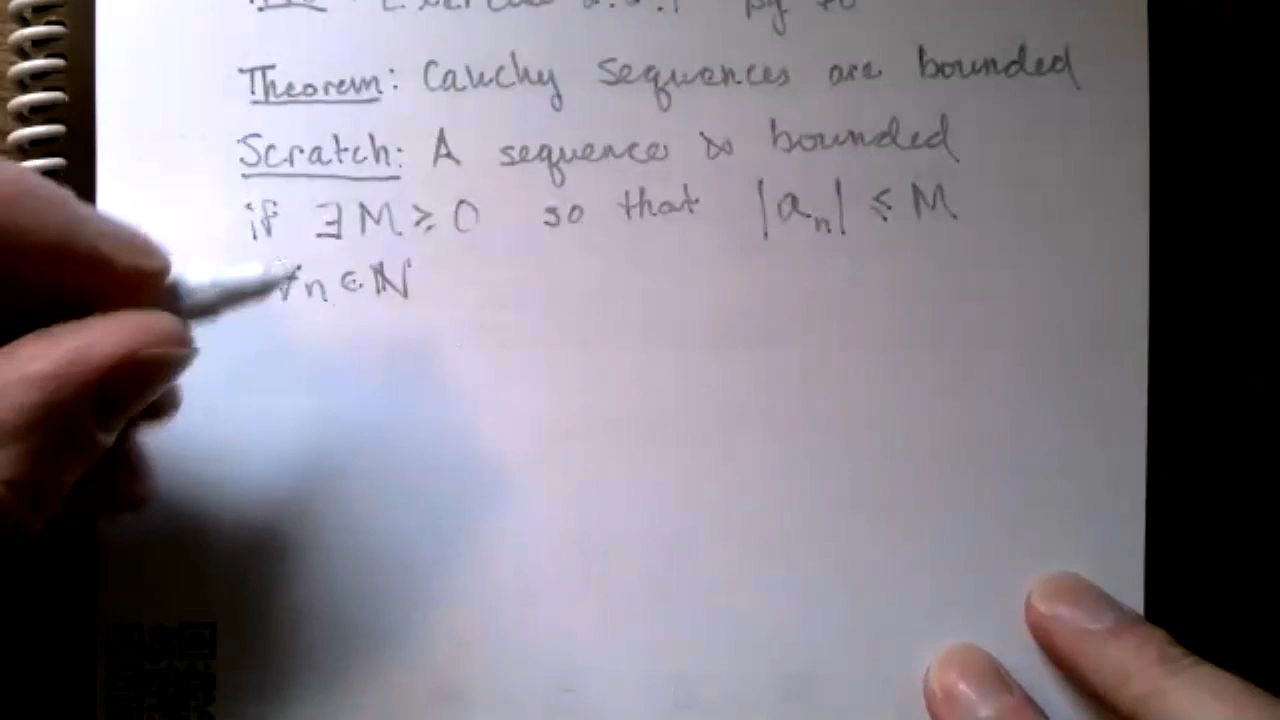 Theorem: Cauchy sequences are bounded
Scratch: A sequence is bounded
if ∃ M ≥ 0 so that |aₙ| ≤ M
∀n ∈ ℕ